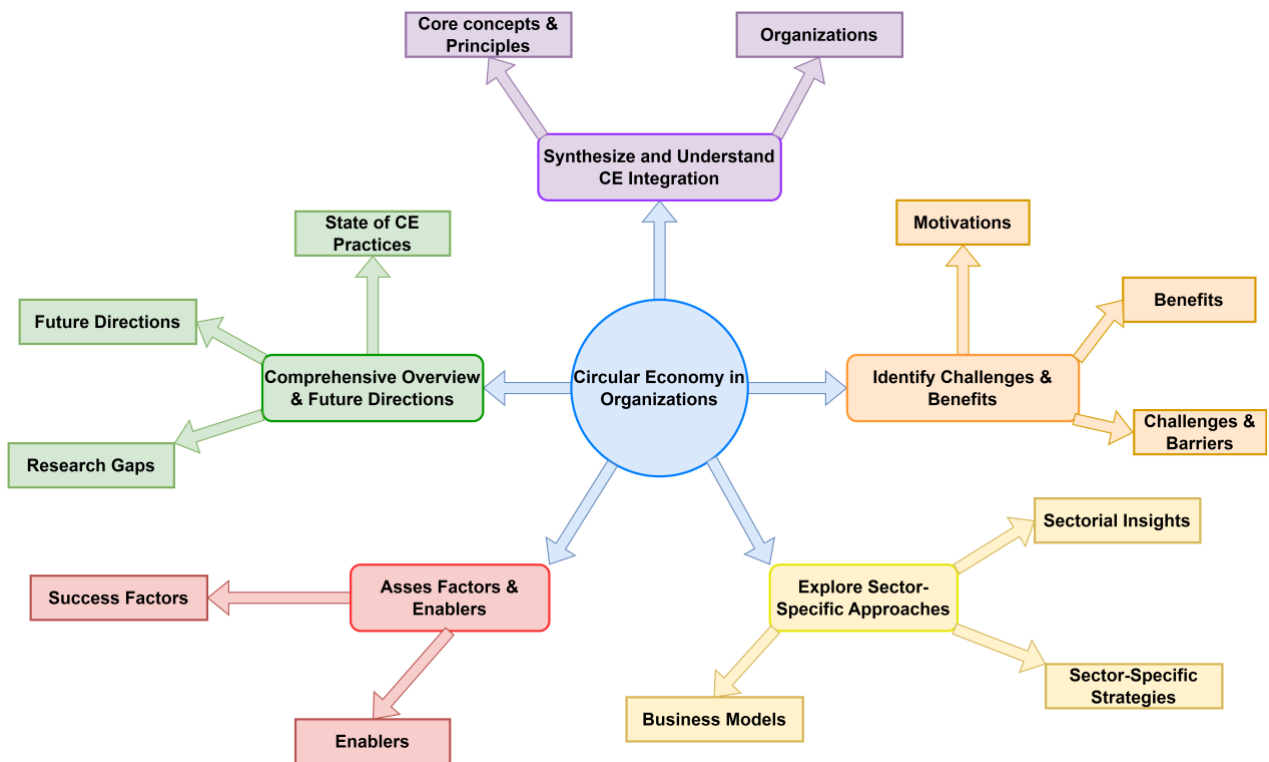 Core concepts &
Principles
Organizations
Synthesize and Understand
CE Integration
State of CE
Practices
Motivations
Future Directions
Benefits
Comprehensive Overview
& Future Directions
Circular Economy in
Organizations
Identify Challenges &
Benefits
Research Gaps
Challenges &
Barriers
Sectorial Insights
Success Factors
Asses Factors &
Enablers
Explore Sector-
Specific Approaches
Sector-Specific
Strategies
Business Models
Enablers